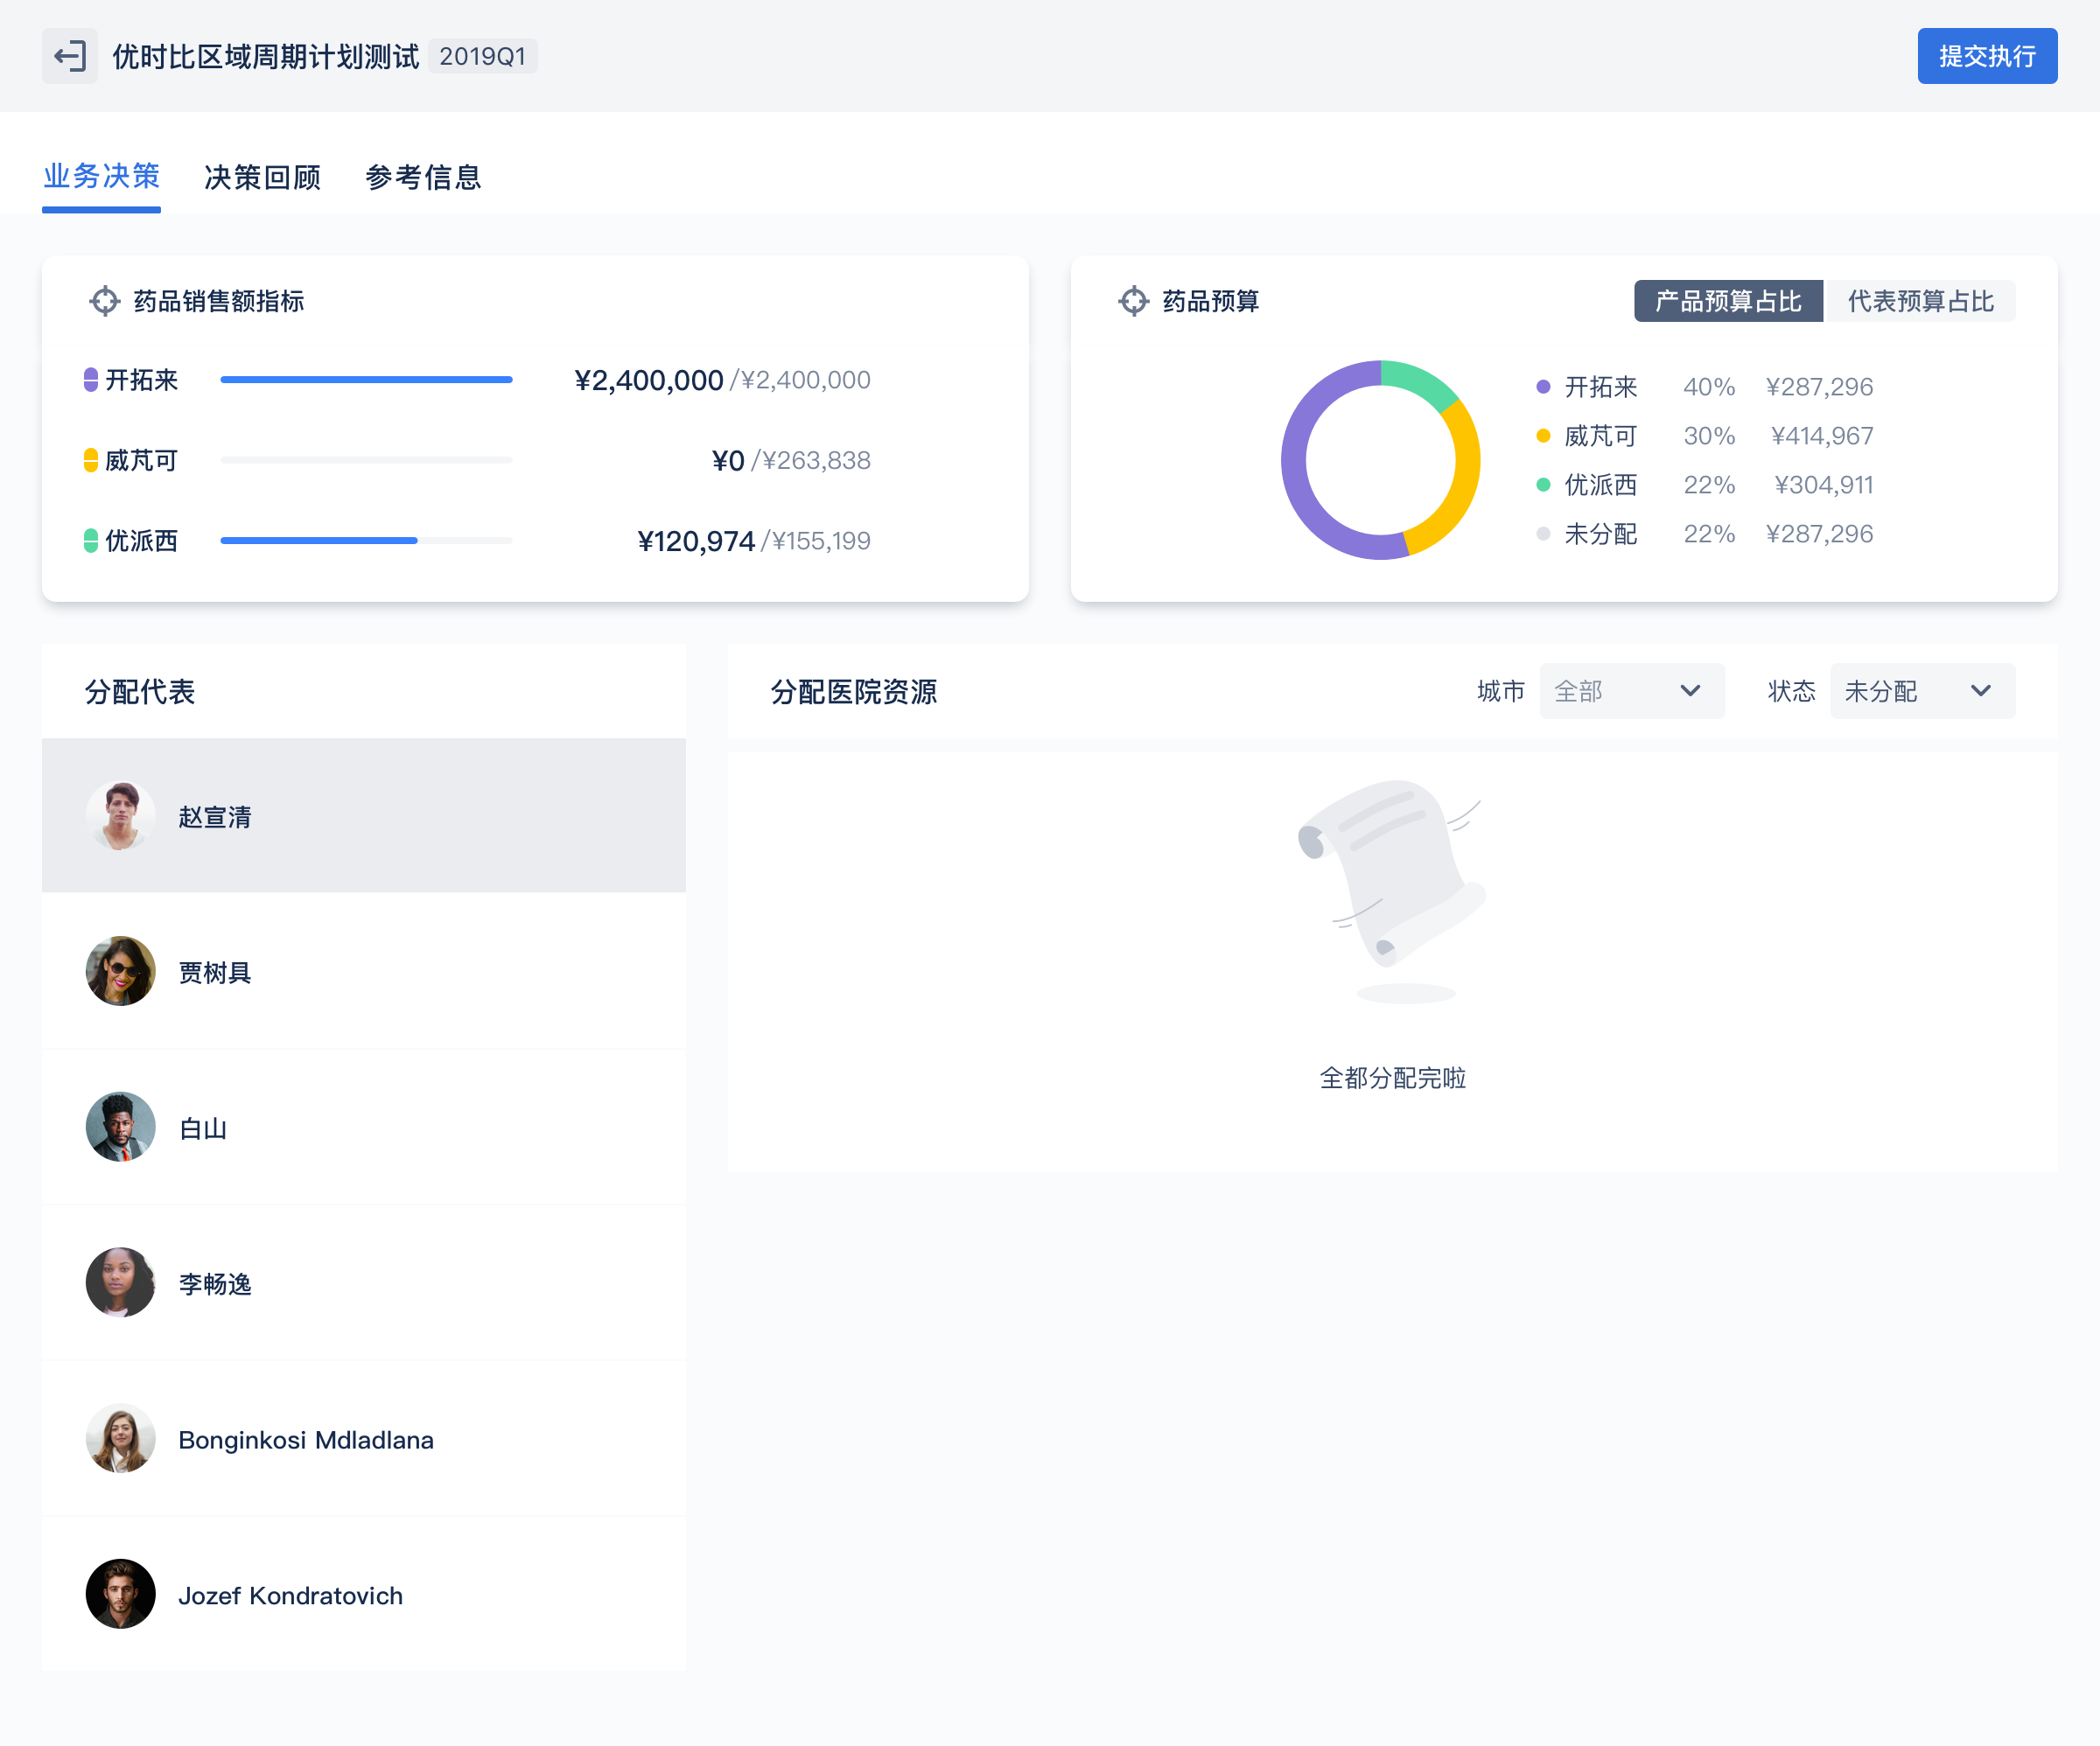 优时比区域周期计划测试 2019Q1 提交执行
业务决策 决策回顾 参考信息
药品销售额指标
开拓来 ¥2,400,000/¥2,400,000
威芃可 ¥0/¥263,838
优派西 ¥120,974/¥155,199
药品预算 产品预算占比 代表预算占比
开拓来 40% ¥287,296
威芃可 30% ¥414,967
优派西 22% ¥304,911
未分配 22% ¥287,296
分配代表
赵宣清
贾树具
白山
李畅逸
Bonginkosi Mdladlana
Jozef Kondratovich
分配医院资源 城市 全部 状态 未分配
全都分配完啦